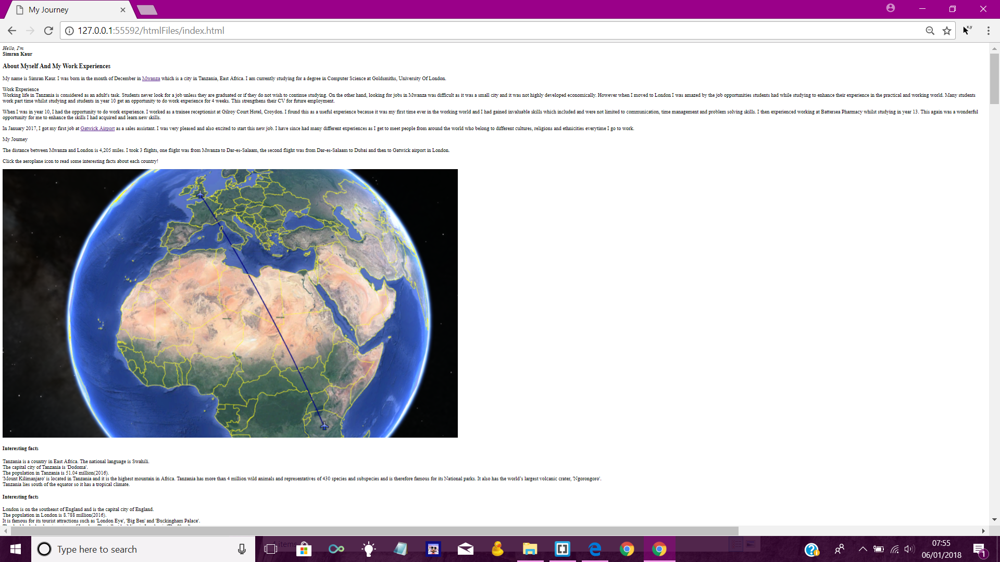 My Journey
127.0.0.1:55592/htmlFiles/index.html
x,y
Hello, I'm
Simran Kaur
About Myself And My Work Experiences
My name is Simran Kaur. I was born in the month of December in Mwanza which is a city in Tanzania, East Africa. I am currently studying for a degree in Computer Science at Goldsmiths, University Of London.
Work Experience
Working life in Tanzania is considered as an adult's task. Students never look for a job unless they are graduated or if they do not wish to continue studying. On the other hand, looking for jobs in Mwanza was difficult as it was a small city and it was not highly developed economically. However when I moved to London I was amazed by the job opportunities students had while studying to enhance their experience in the practical and working world. Many students
work part time whilst studying and students in year 10 get an opportunity to do work experience for 4 weeks. This strengthens their CV for future employment.
When I was in year 10, I had the opportunity to do work experience. I worked as a trainee receptionist at Gilroy Court Hotel, Croydon. I found this as a useful experience because it was my first time ever in the working world and I had gained invaluable skills which included and were not limited to communication, time management and problem solving skills. I then experienced working at Battersea Pharmacy whilst studying in year 13. This again was a wonderful
opportunity for me to enhance the skills I had acquired and learn new skills.
In January 2017, I got my first job at Gatwick Airport as a sales assistant. I was very pleased and also excited to start this new job. I have since had many different experiences as I get to meet people from around the world who belong to different cultures, religions and ethnicities everytime I go to work.
My Journey
The distance between Mwanza and London is 4,205 miles. I took 3 flights, one flight was from Mwanza to Dar-es-Salaam, the second flight was from Dar-es-Salaam to Dubai and then to Gatwick airport in London.
Click the aeroplane icon to read some interesting facts about each country!
Interesting facts
Tanzania is a country in East Africa. The national language is Swahili.
The capital city of Tanzania is 'Dodoma'.
The population in Tanzania is 51.04 million(2016).
'Mount Kilimanjaro' is located in Tanzania and it is the highest mountain in Africa. Tanzania has more than 4 million wild animals and representatives of 430 species and subspecies and is therefore famous for its National parks. It also has the world's largest volcanic crater, 'Ngorongoro'.
Tanzania lies south of the equator so it has a tropical climate.
Interesting facts
London is on the southeast of England and is the capital city of England.
The population in London is 8.788 million(2016).
It is famous for its tourist attractions such as 'London Eye', 'Big Ben' and 'Buckingham Palace'.
Type here to search
4 items
07:55
06/01/2018
1